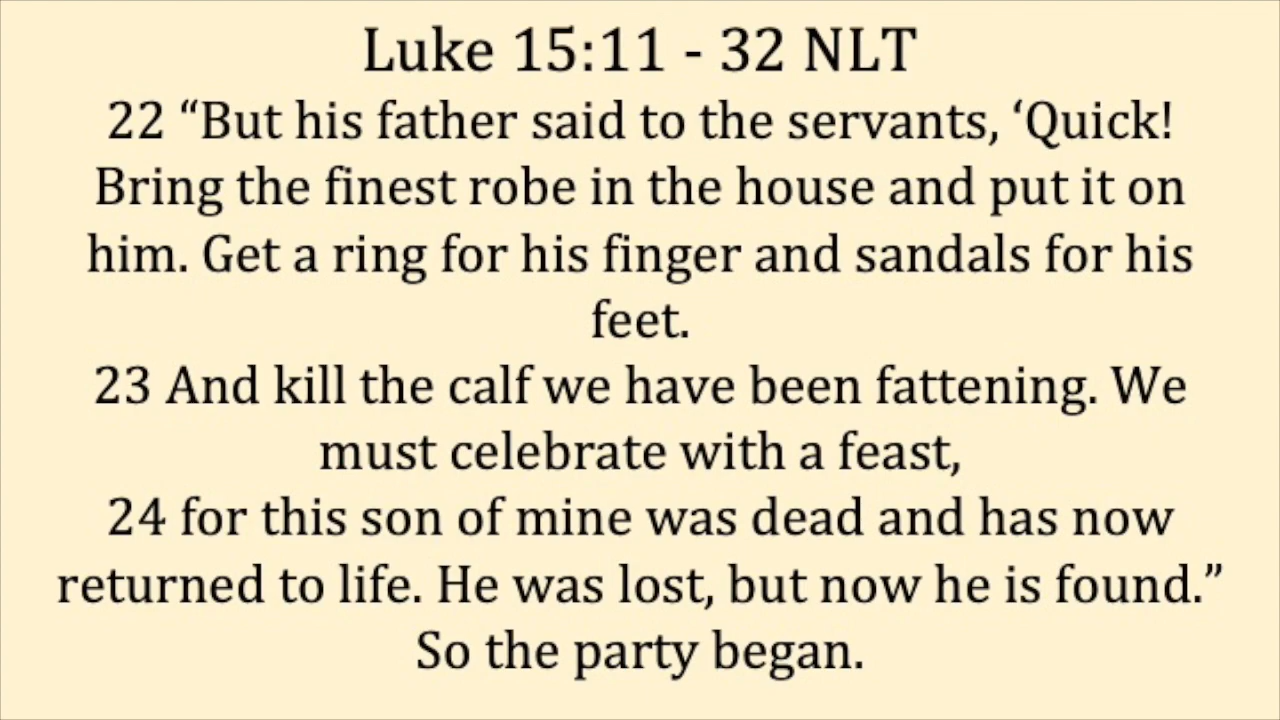 Luke 15:11 - 32 NLT
22 “But his father said to the servants, ‘Quick!
Bring the finest robe in the house and put it on
him. Get a ring for his finger and sandals for his
feet.
23 And kill the calf we have been fattening. We
must celebrate with a feast,
24 for this son of mine was dead and has now
returned to life. He was lost, but now he is found.”
So the party began.